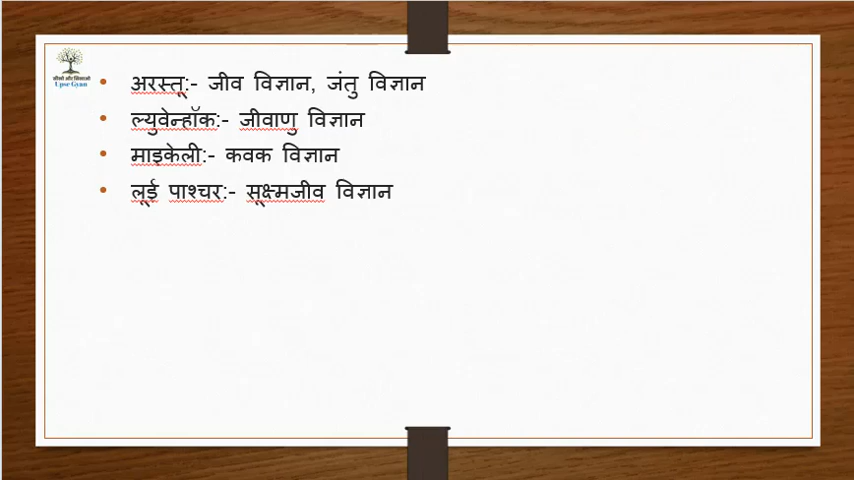 Upsc Gyan
अरस्तू:- जीव विज्ञान, जंतु विज्ञान
ल्युवेन्हॉक:- जीवाणु विज्ञान
माइकेली:- कवक विज्ञान
लूई पाश्चर:- सूक्ष्मजीव विज्ञान